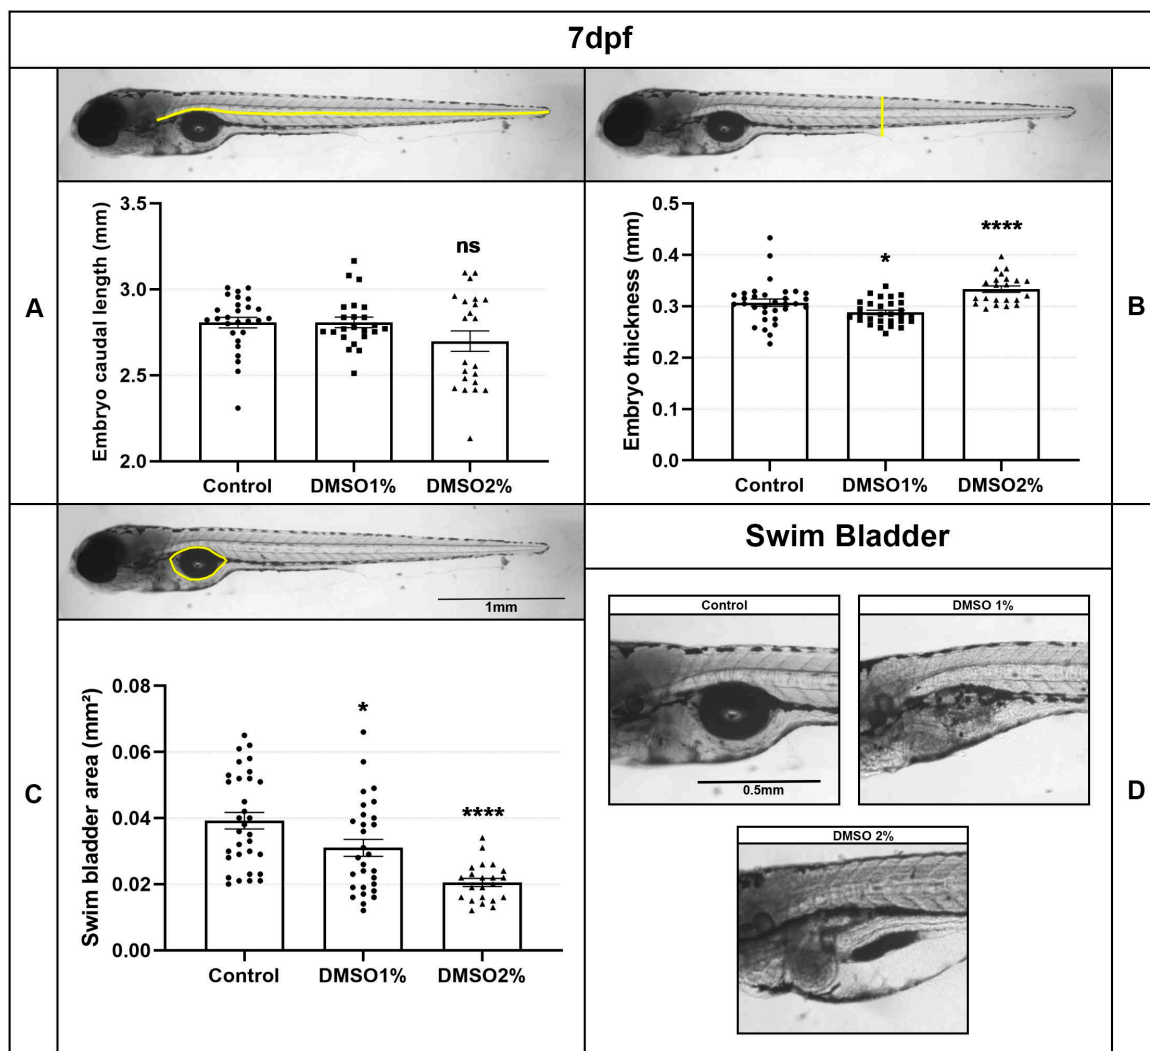 7dpf
A
3.5
3.0
2.5
2.0
Embryo caudal length (mm)
ns
Control
DMSO1%
DMSO2%
B
0.5
0.4
0.3
0.2
0.1
0.0
Embryo thickness (mm)
*
****
Control
DMSO1%
DMSO2%
C
1mm
0.08
0.06
0.04
0.02
0.00
Swim bladder area (mm²)
*
****
Control
DMSO1%
DMSO2%
D
Swim Bladder
Control
0.5mm
DMSO 1%
DMSO 2%